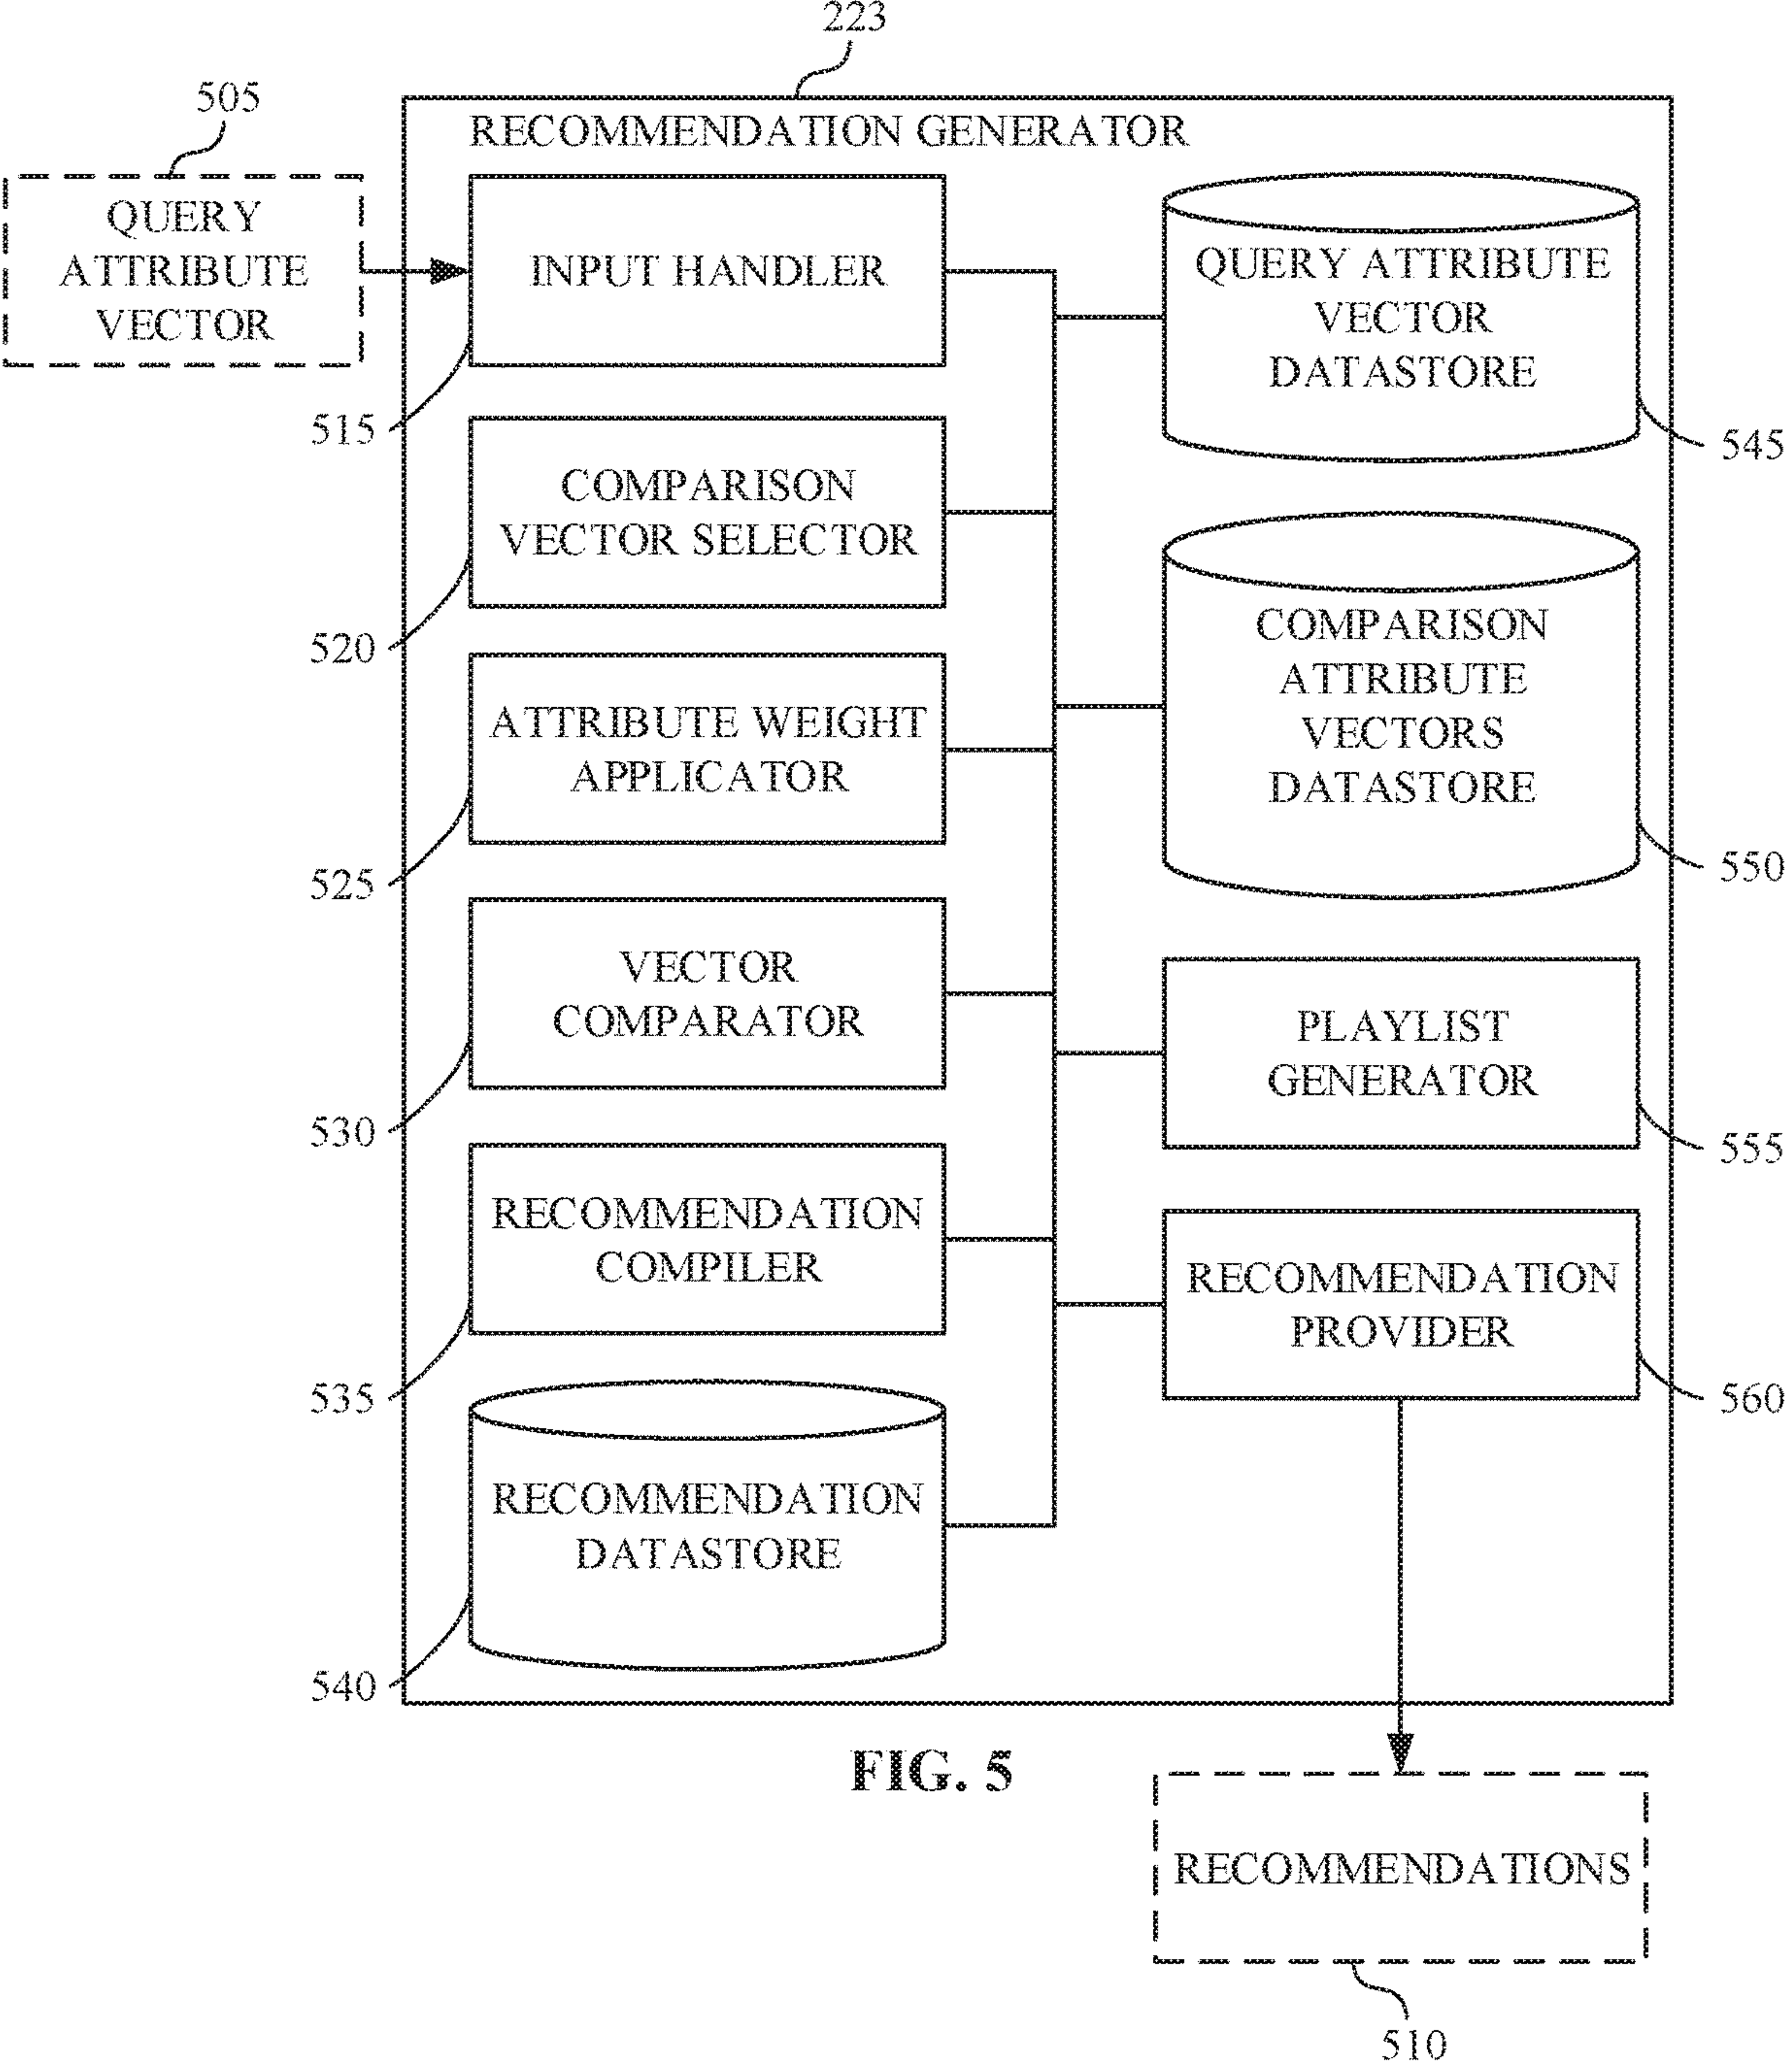 223
505
RECOMMENDATION GENERATOR
QUERY
ATTRIBUTE
VECTOR
INPUT HANDLER
515
QUERY ATTRIBUTE
VECTOR
DATASTORE
545
COMPARISON
VECTOR SELECTOR
520
COMPARISON
ATTRIBUTE
VECTORS
DATASTORE
550
ATTRIBUTE WEIGHT
APPLICATOR
525
VECTOR
COMPARATOR
530
PLAYLIST
GENERATOR
555
RECOMMENDATION
COMPILER
535
RECOMMENDATION
PROVIDER
560
RECOMMENDATION
DATASTORE
540
FIG. 5
RECOMMENDATIONS
510